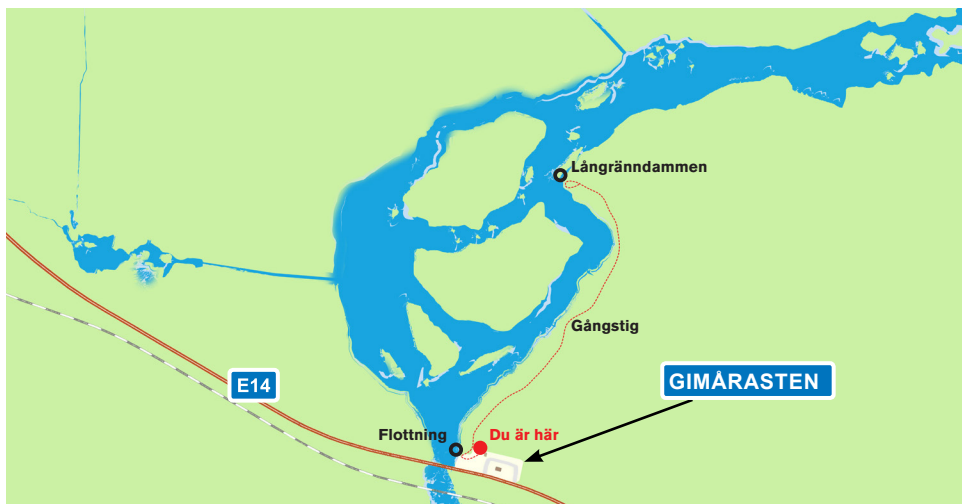 Långränndammen
Gångstig
E14
GIMÅRASTEN
Flottning
Du är här